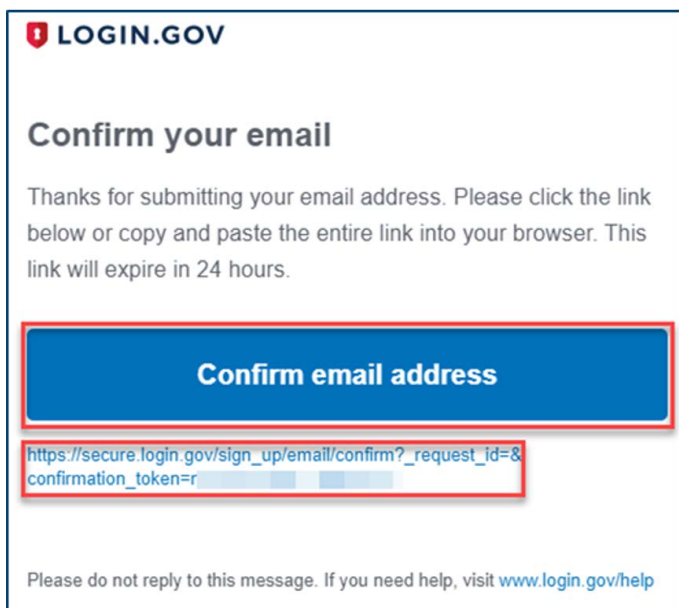 LOGIN.GOV
Confirm your email
Thanks for submitting your email address. Please click the link
below or copy and paste the entire link into your browser. This
link will expire in 24 hours.
Confirm email address
https://secure.login.gov/sign_up/email/confirm?_request_id=&
confirmation_token=r
Please do not reply to this message. If you need help, visit www.login.gov/help